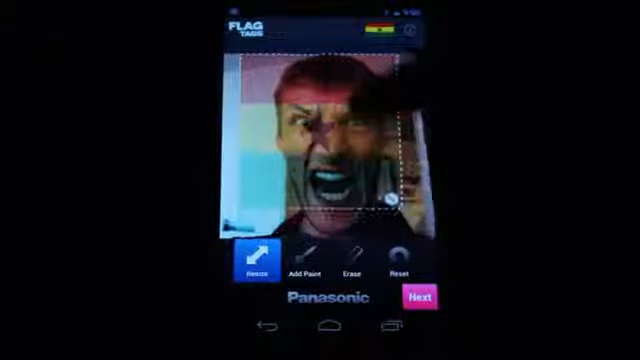 FLAG
TAGS
Resize
Add Paint
Erase
Reset
Panasonic
Next